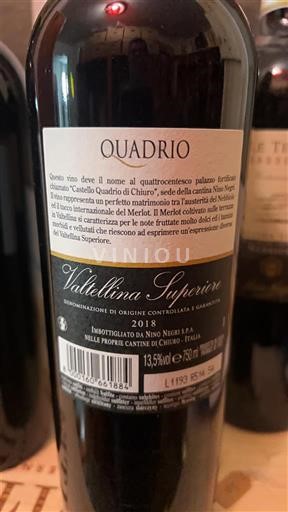 QUADRIO
Questo vino deve il nome al quattrocentesco palazzo fortificato
chiamato "Castello Quadrio di Chiuro", sede della cantina Nino Negri.
Il vino rappresenta un perfetto matrimonio tra l'austerità del Nebbiolo
ed il tocco internazionale del Merlot. Il Merlot coltivato sulle terrazze
in Valtellina si caratterizza per le note fruttate molto dolci ed i tannini
morbidi e vellutati che riescono ad esprimere un'espressione diversa
del Valtellina Superiore.
VINIOU
Valtellina Superiore
DENOMINAZIONE DI ORIGINE CONTROLLATA E GARANTITA
2018
IMBOTTIGLIATO DA NINO NEGRI S.P.A.
NELLE PROPRIE CANTINE DI CHIURO - ITALIA
13,5%vol e 750 ml